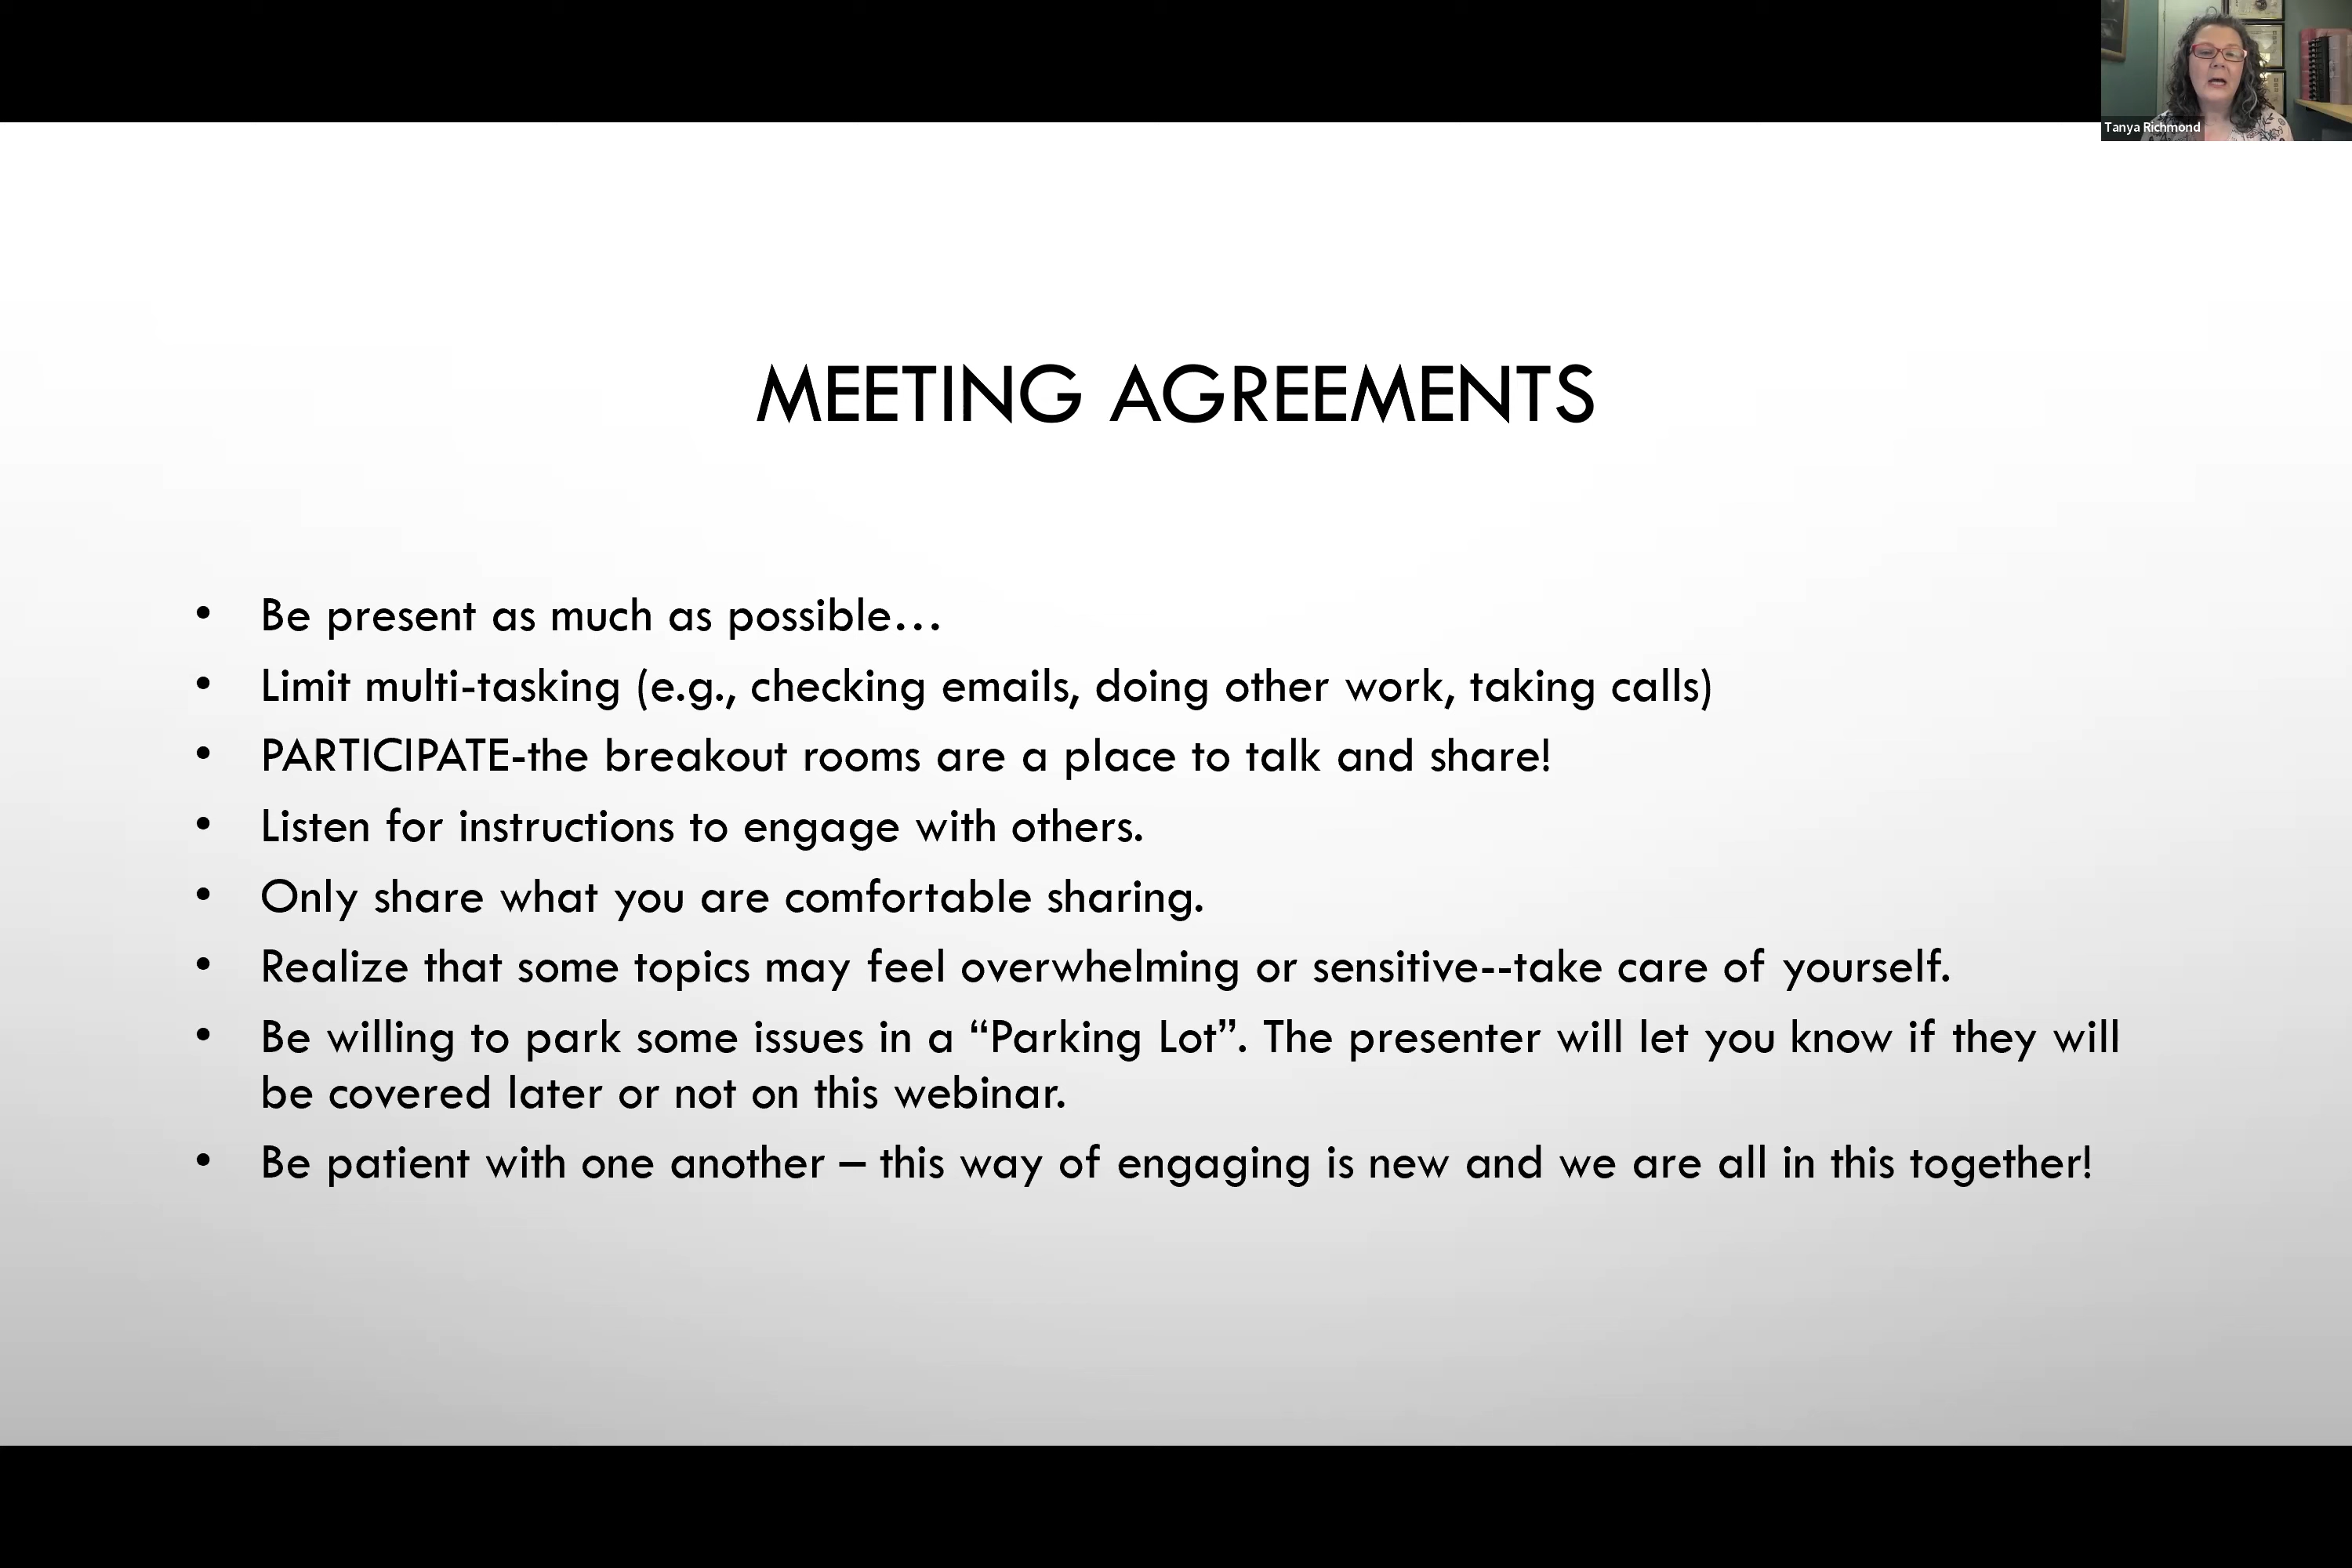 Tanya Richmond
MEETING AGREEMENTS
• Be present as much as possible…
• Limit multi-tasking (e.g., checking emails, doing other work, taking calls)
• PARTICIPATE-the breakout rooms are a place to talk and share!
• Listen for instructions to engage with others.
• Only share what you are comfortable sharing.
• Realize that some topics may feel overwhelming or sensitive--take care of yourself.
• Be willing to park some issues in a “Parking Lot”. The presenter will let you know if they will
be covered later or not on this webinar.
• Be patient with one another – this way of engaging is new and we are all in this together!